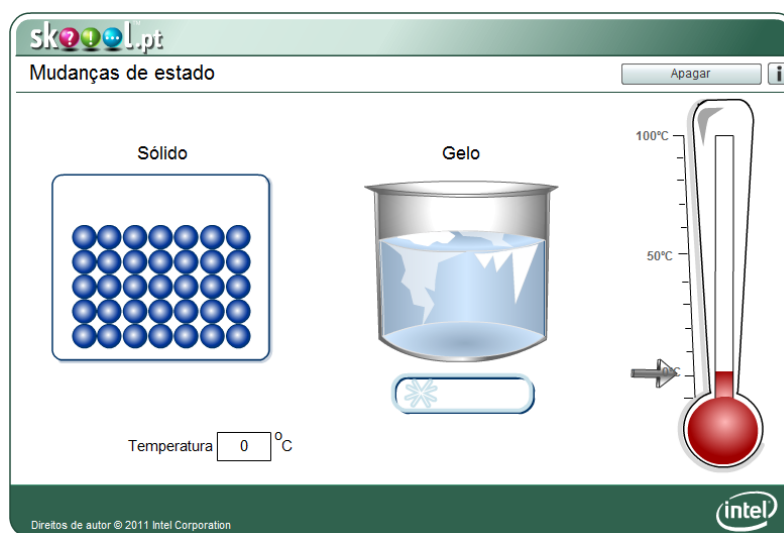 skoool.pt
Mudanças de estado
Apagar
i
Sólido
Gelo
100ºC
50ºC
0ºC
Temperatura 0 °C
Direitos de autor © 2011 Intel Corporation
intel